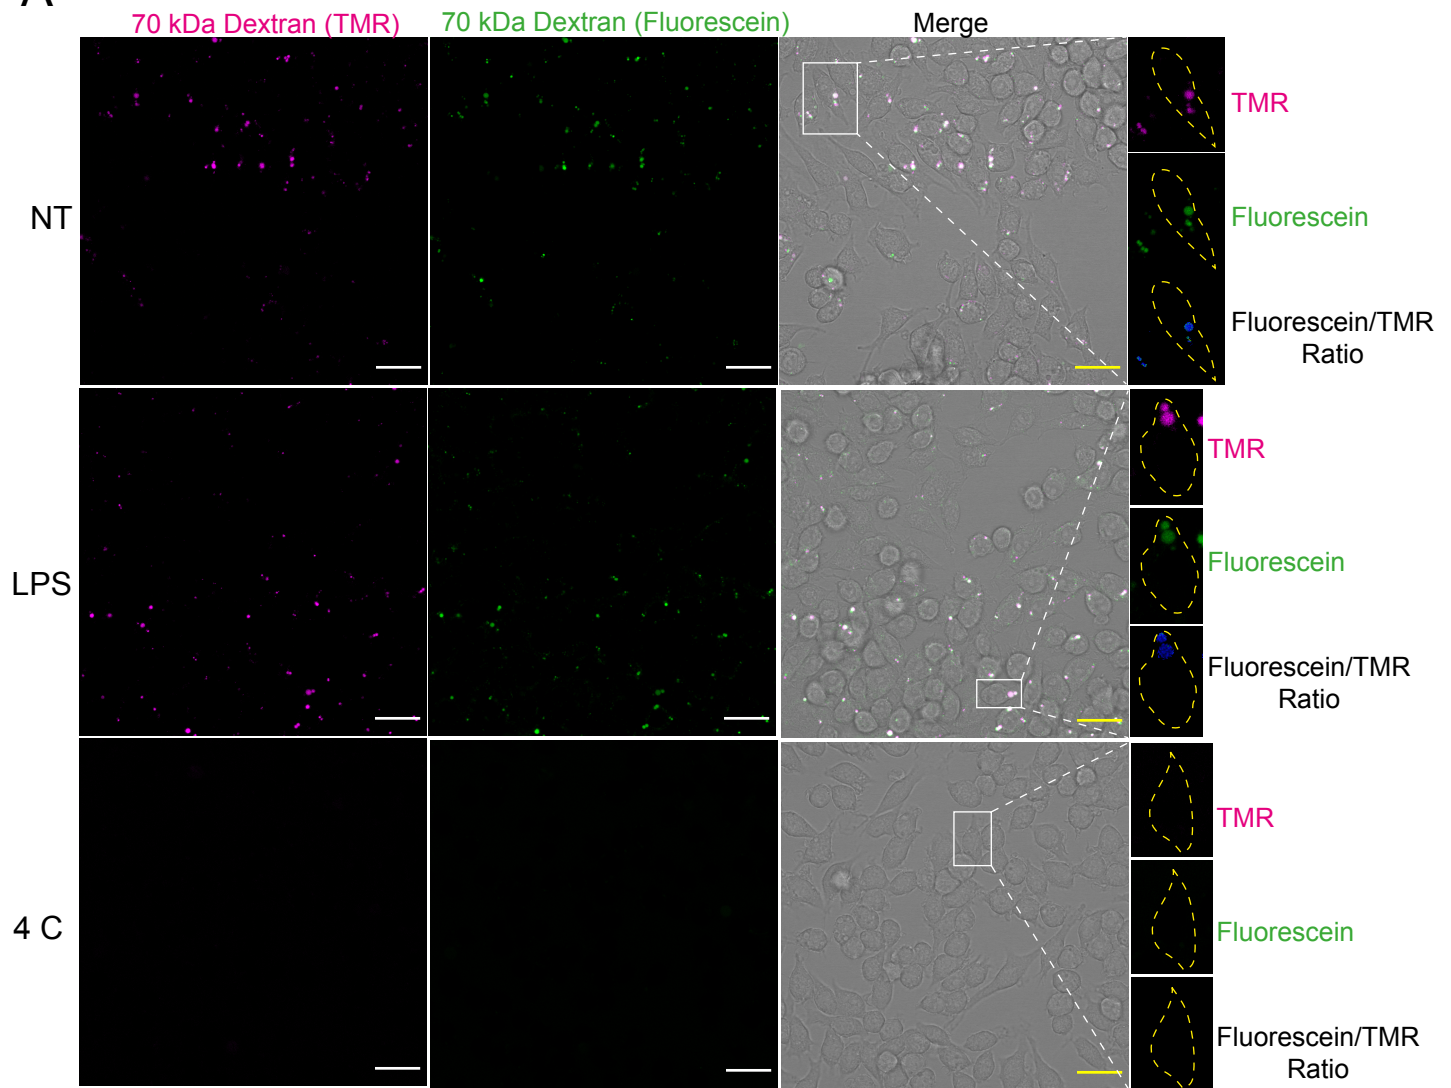 A
70 kDa Dextran (TMR)
70 kDa Dextran (Fluorescein)
Merge
NT
TMR
Fluorescein
Fluorescein/TMR
Ratio
LPS
TMR
Fluorescein
Fluorescein/TMR
Ratio
4 C
TMR
Fluorescein
Fluorescein/TMR
Ratio